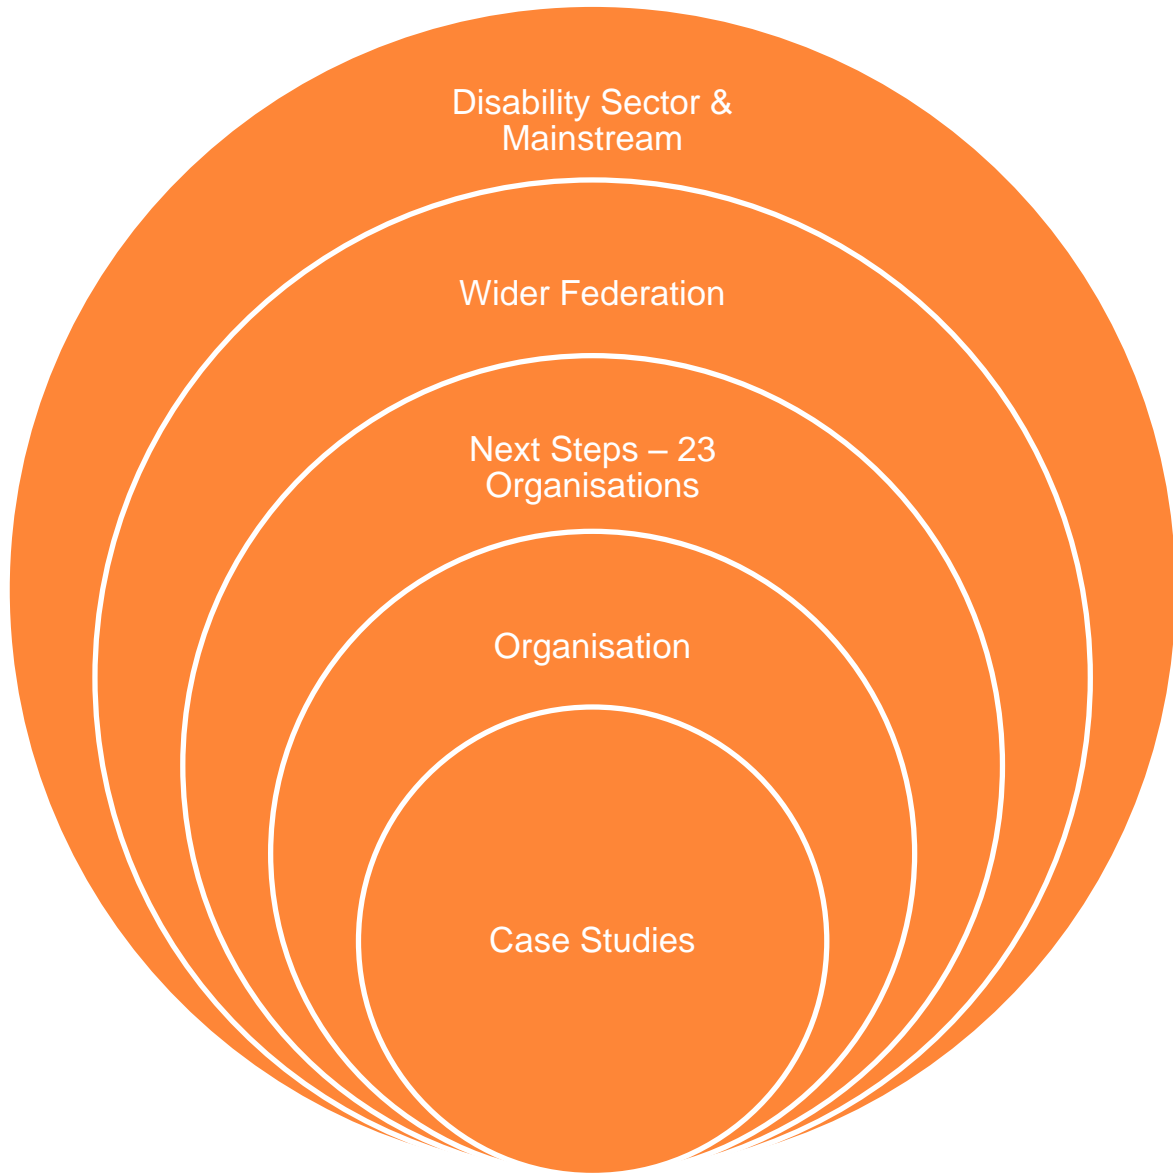 Disability Sector &
Mainstream
Wider Federation
Next Steps – 23
Organisations
Organisation
Case Studies